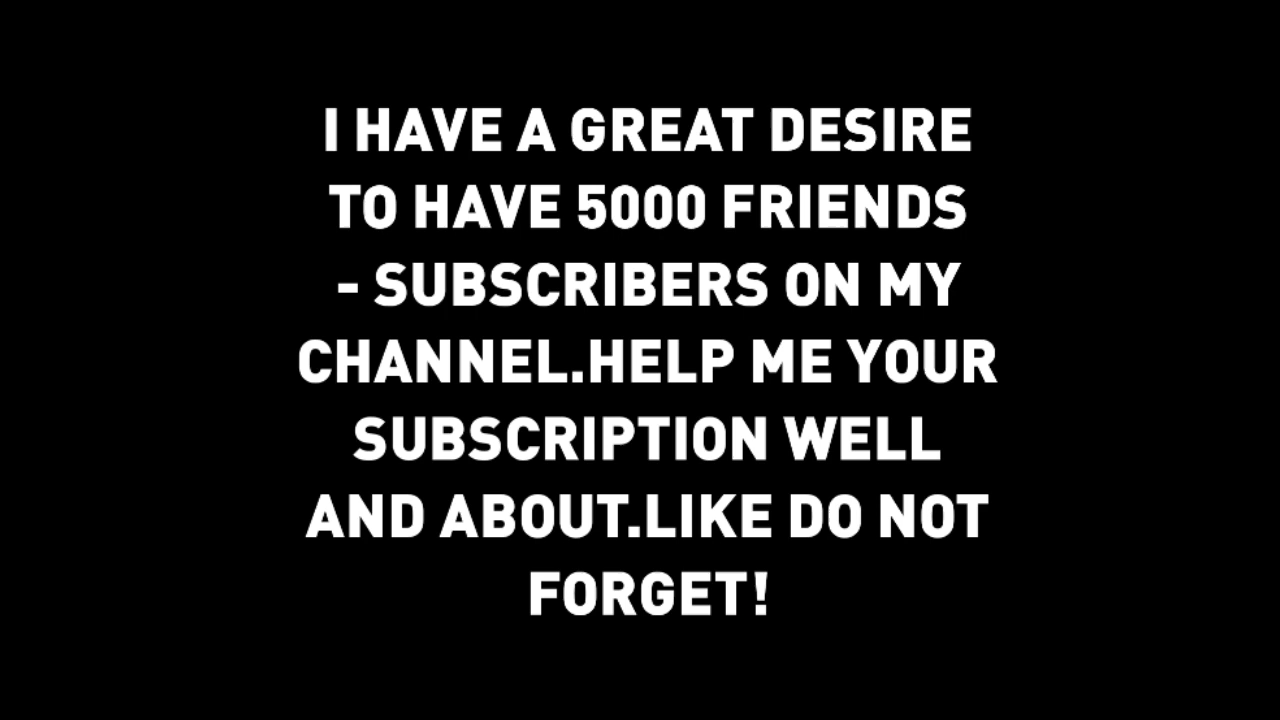 I HAVE A GREAT DESIRE
TO HAVE 5000 FRIENDS
- SUBSCRIBERS ON MY
CHANNEL.HELP ME YOUR
SUBSCRIPTION WELL
AND ABOUT.LIKE DO NOT
FORGET!